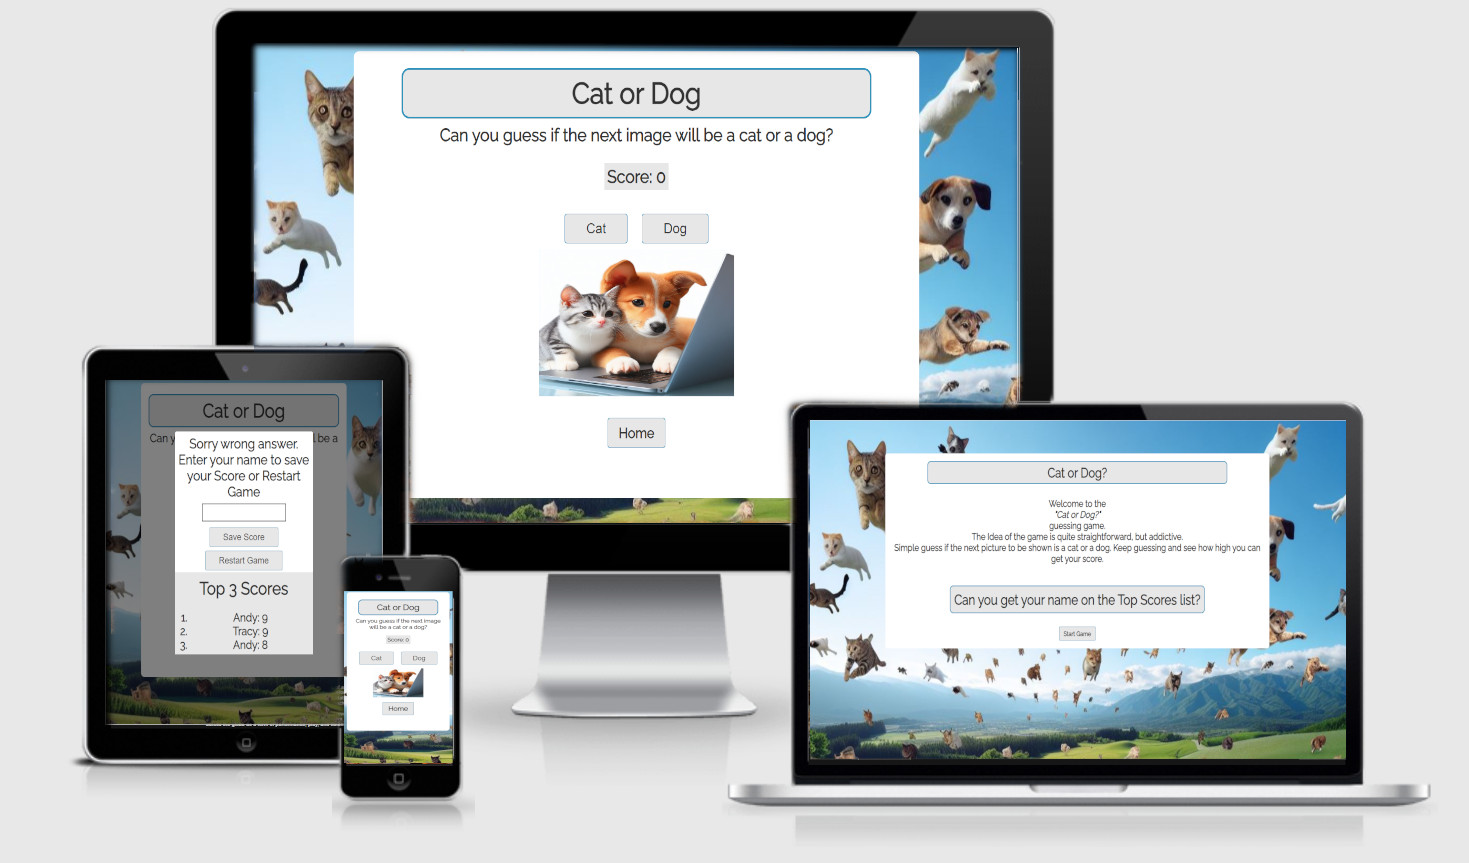 Cat or Dog
Can you guess if the next image will be a cat or a dog?
Score: 0
Cat Dog
Home
Cat or Dog
Can y l be a
Sorry wrong answer.
Enter your name to save
your Score or Restart
Game
Save Score
Restart Game
Top 3 Scores
1. Andy: 9
2. Tracy: 9
3. Andy: 8
Cat or Dog
Can you guess if the next image
will be a cat or a dog?
Score: 0
Cat Dog
Home
Cat or Dog?
Welcome to the
"Cat or Dog?"
guessing game.
The Idea of the game is quite straightforward, but addictive.
Simple guess if the next picture to be shown is a cat or a dog. Keep guessing and see how high you can
get your score.
Can you get your name on the Top Scores list?
Start Game